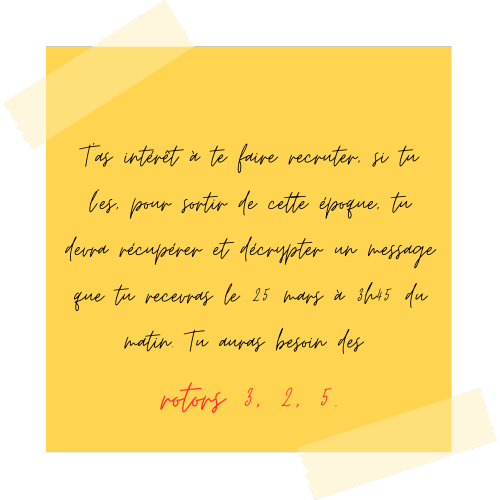 T'as intérêt à te faire recruter, si tu
l'es, pour sortir de cette époque, tu
devra récupérer et décrypter un message
que tu recevras le 25 mars à 3h45 du
matin. Tu auras besoin des
rotors 3, 2, 5.